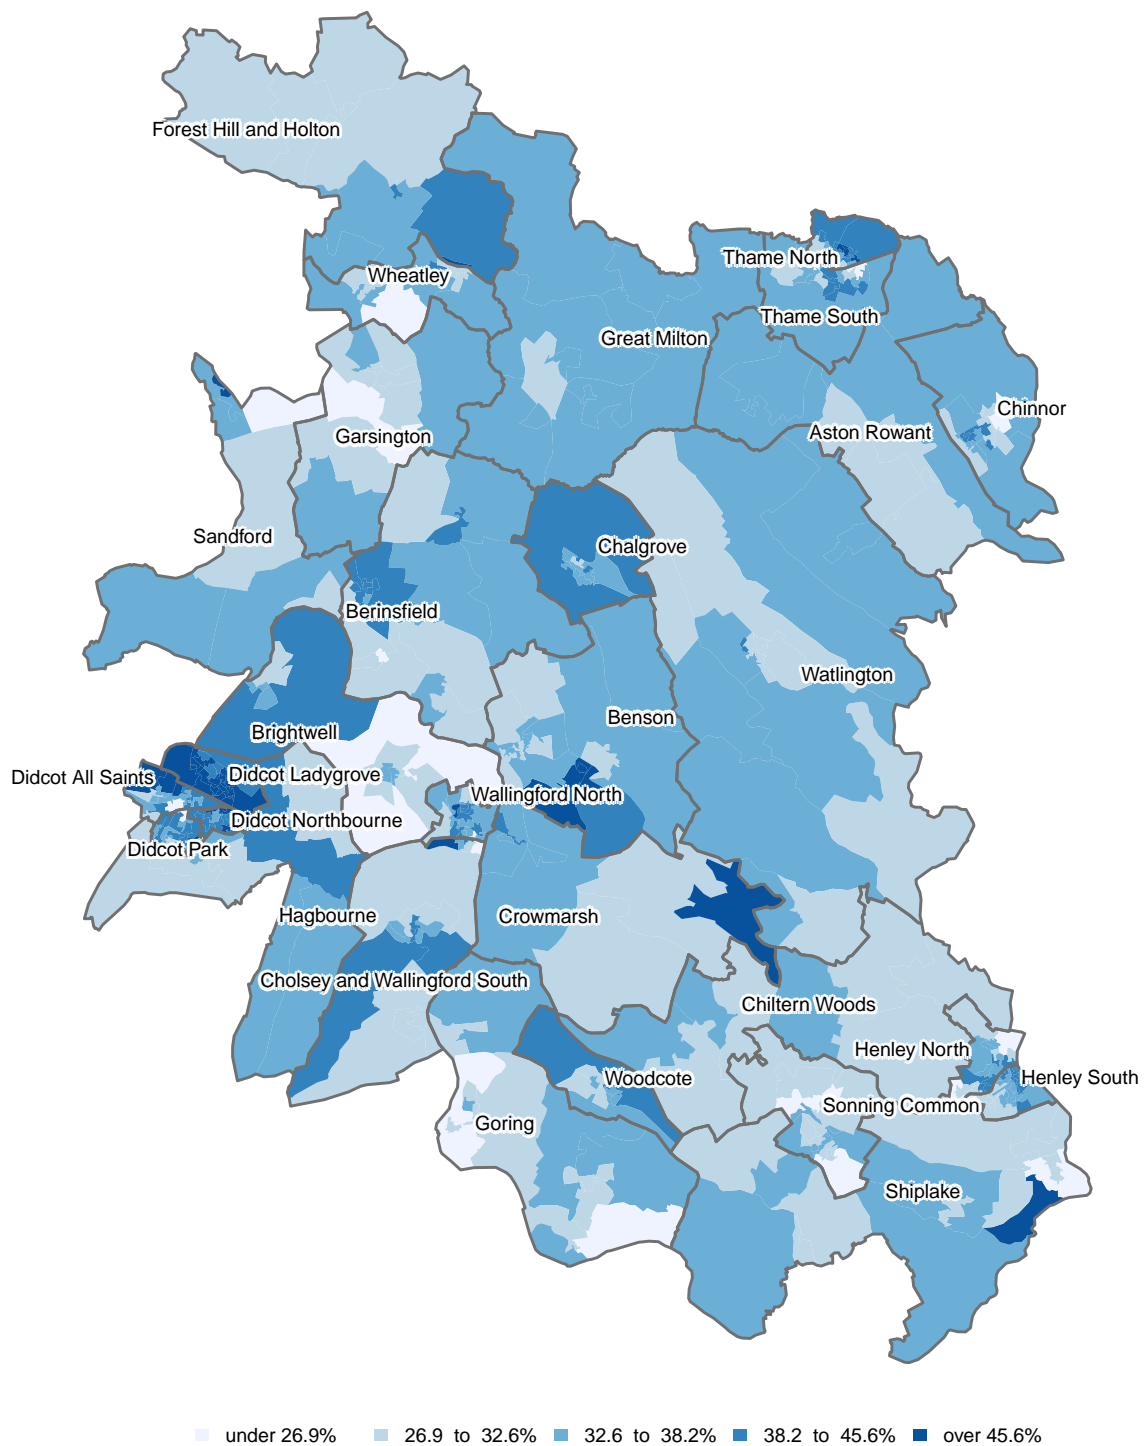 Forest Hill and Holton
Thame North
Wheatley
Thame South
Great Milton
Chinnor
Aston Rowant
Garsington
Sandford
Chalgrove
Berinsfield
Watlington
Benson
Brightwell
Didcot Ladygrove
Didcot All Saints
Wallingford North
Didcot Northbourne
Didcot Park
Hagbourne
Crowmarsh
Cholsey and Wallingford South
Chiltern Woods
Henley North
Woodcote
Henley South
Sonning Common
Goring
Shiplake
under 26.9% 26.9 to 32.6% 32.6 to 38.2% 38.2 to 45.6% over 45.6%